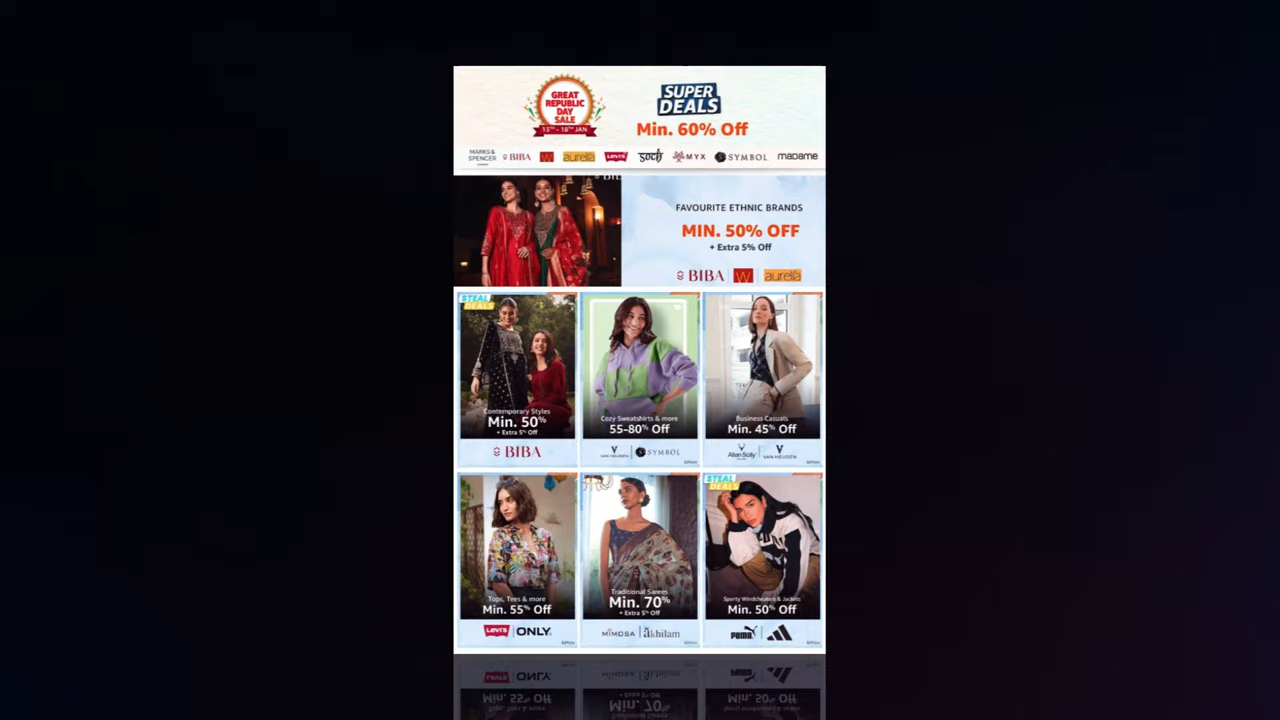 GREAT
REPUBLIC
DAY
SALE
13TH - 18TH JAN
SUPER
DEALS
Min. 60% Off
MARKS & SPENCER
BIBA
W
aurelia
Levi's
Soch
MYX
SYMBOL
MADAME
FAVOURITE ETHNIC BRANDS
MIN. 50% OFF
+ Extra 5% Off
BIBA
W
aurelia
STEAL
DEALS
Contemporary Styles
Min. 50%
+ Extra 5% Off
BIBA
Cozy Sweatshirts & more
55-80% Off
VAN HEUSEN
SYMBOL
Business Casuals
Min. 45% Off
Allen Solly
VAN HEUSEN
Tops, Tees & more
Min. 55% Off
Levi's
ONLY
Traditional Sarees
Min. 70%
+ Extra 5% Off
MIMOSA
akhilam
STEAL
DEALS
Sporty Windcheaters & Jackets
Min. 50% Off
PUMA